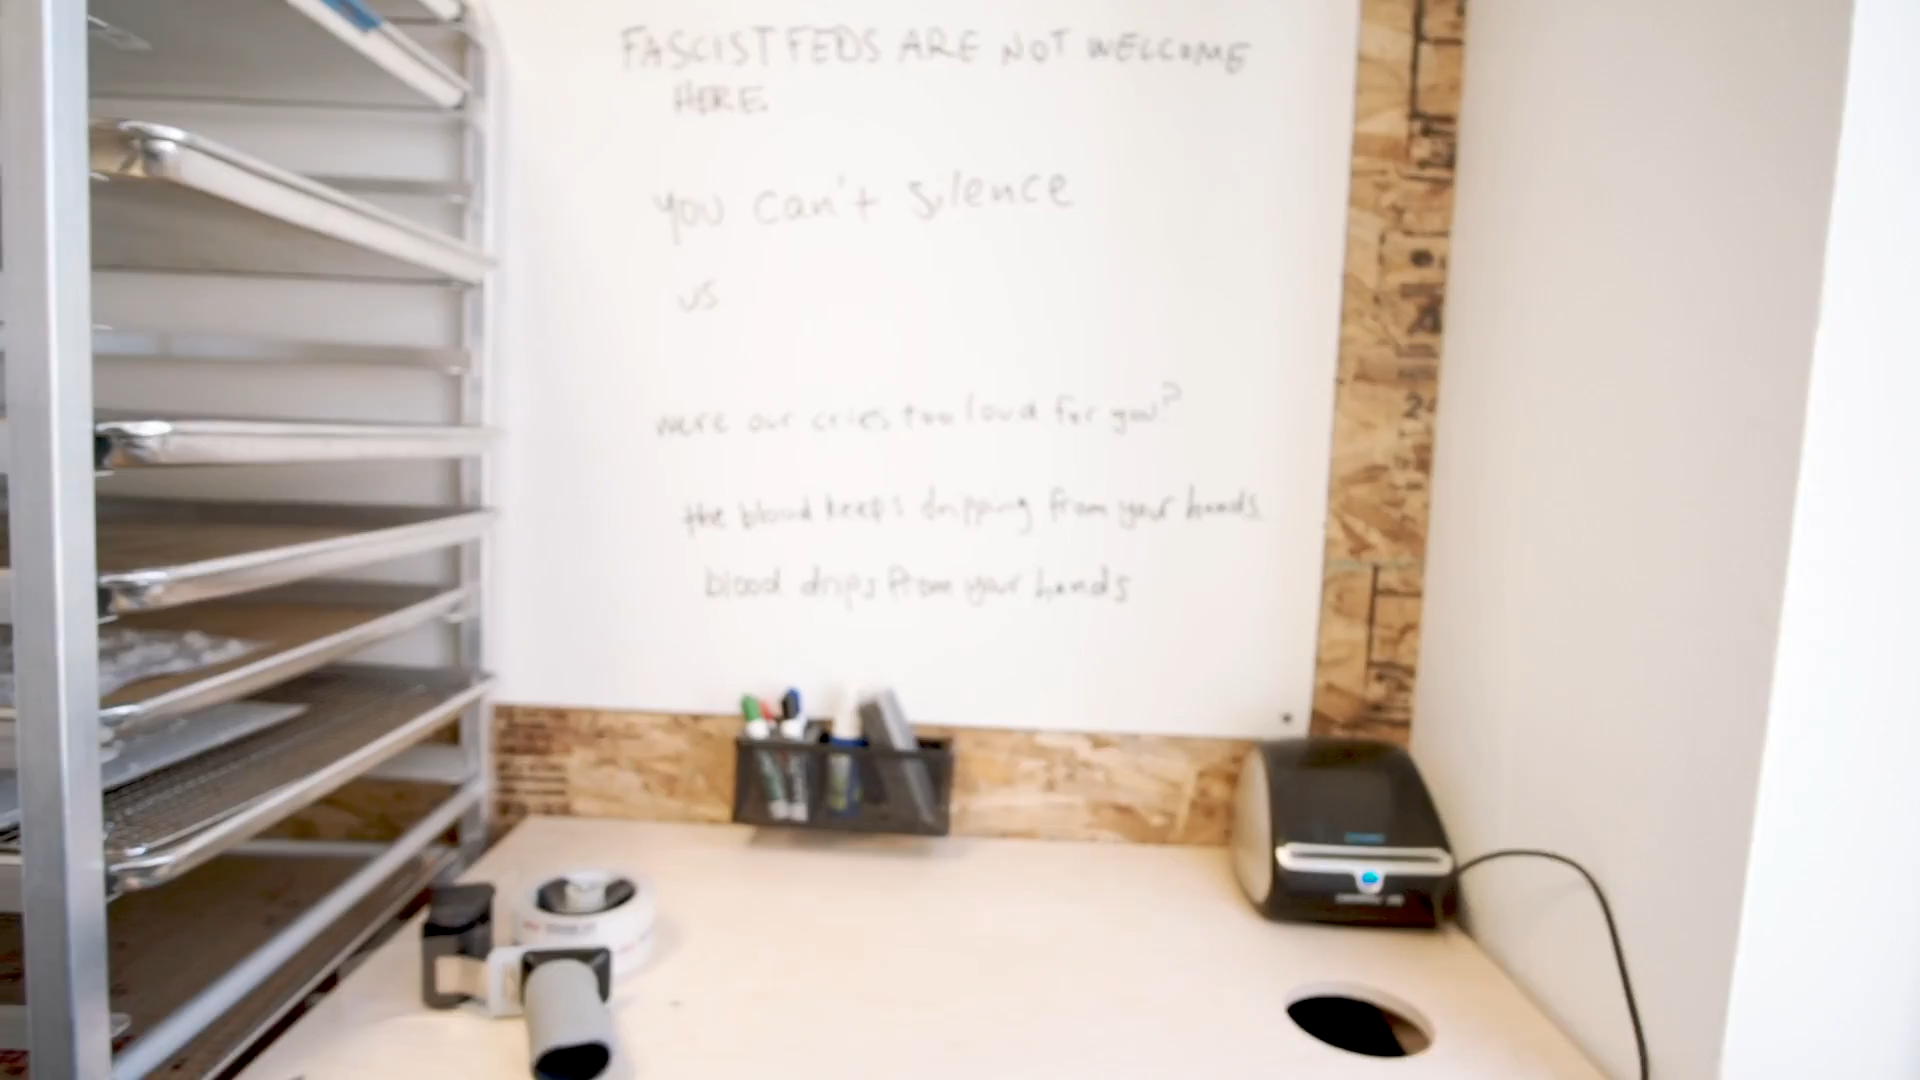 FASCIST FEDS ARE NOT WELCOME
HERE.
you can't silence
us
were our cries too loud for you?
the blood keeps dripping from your hands
blood drips from your hands